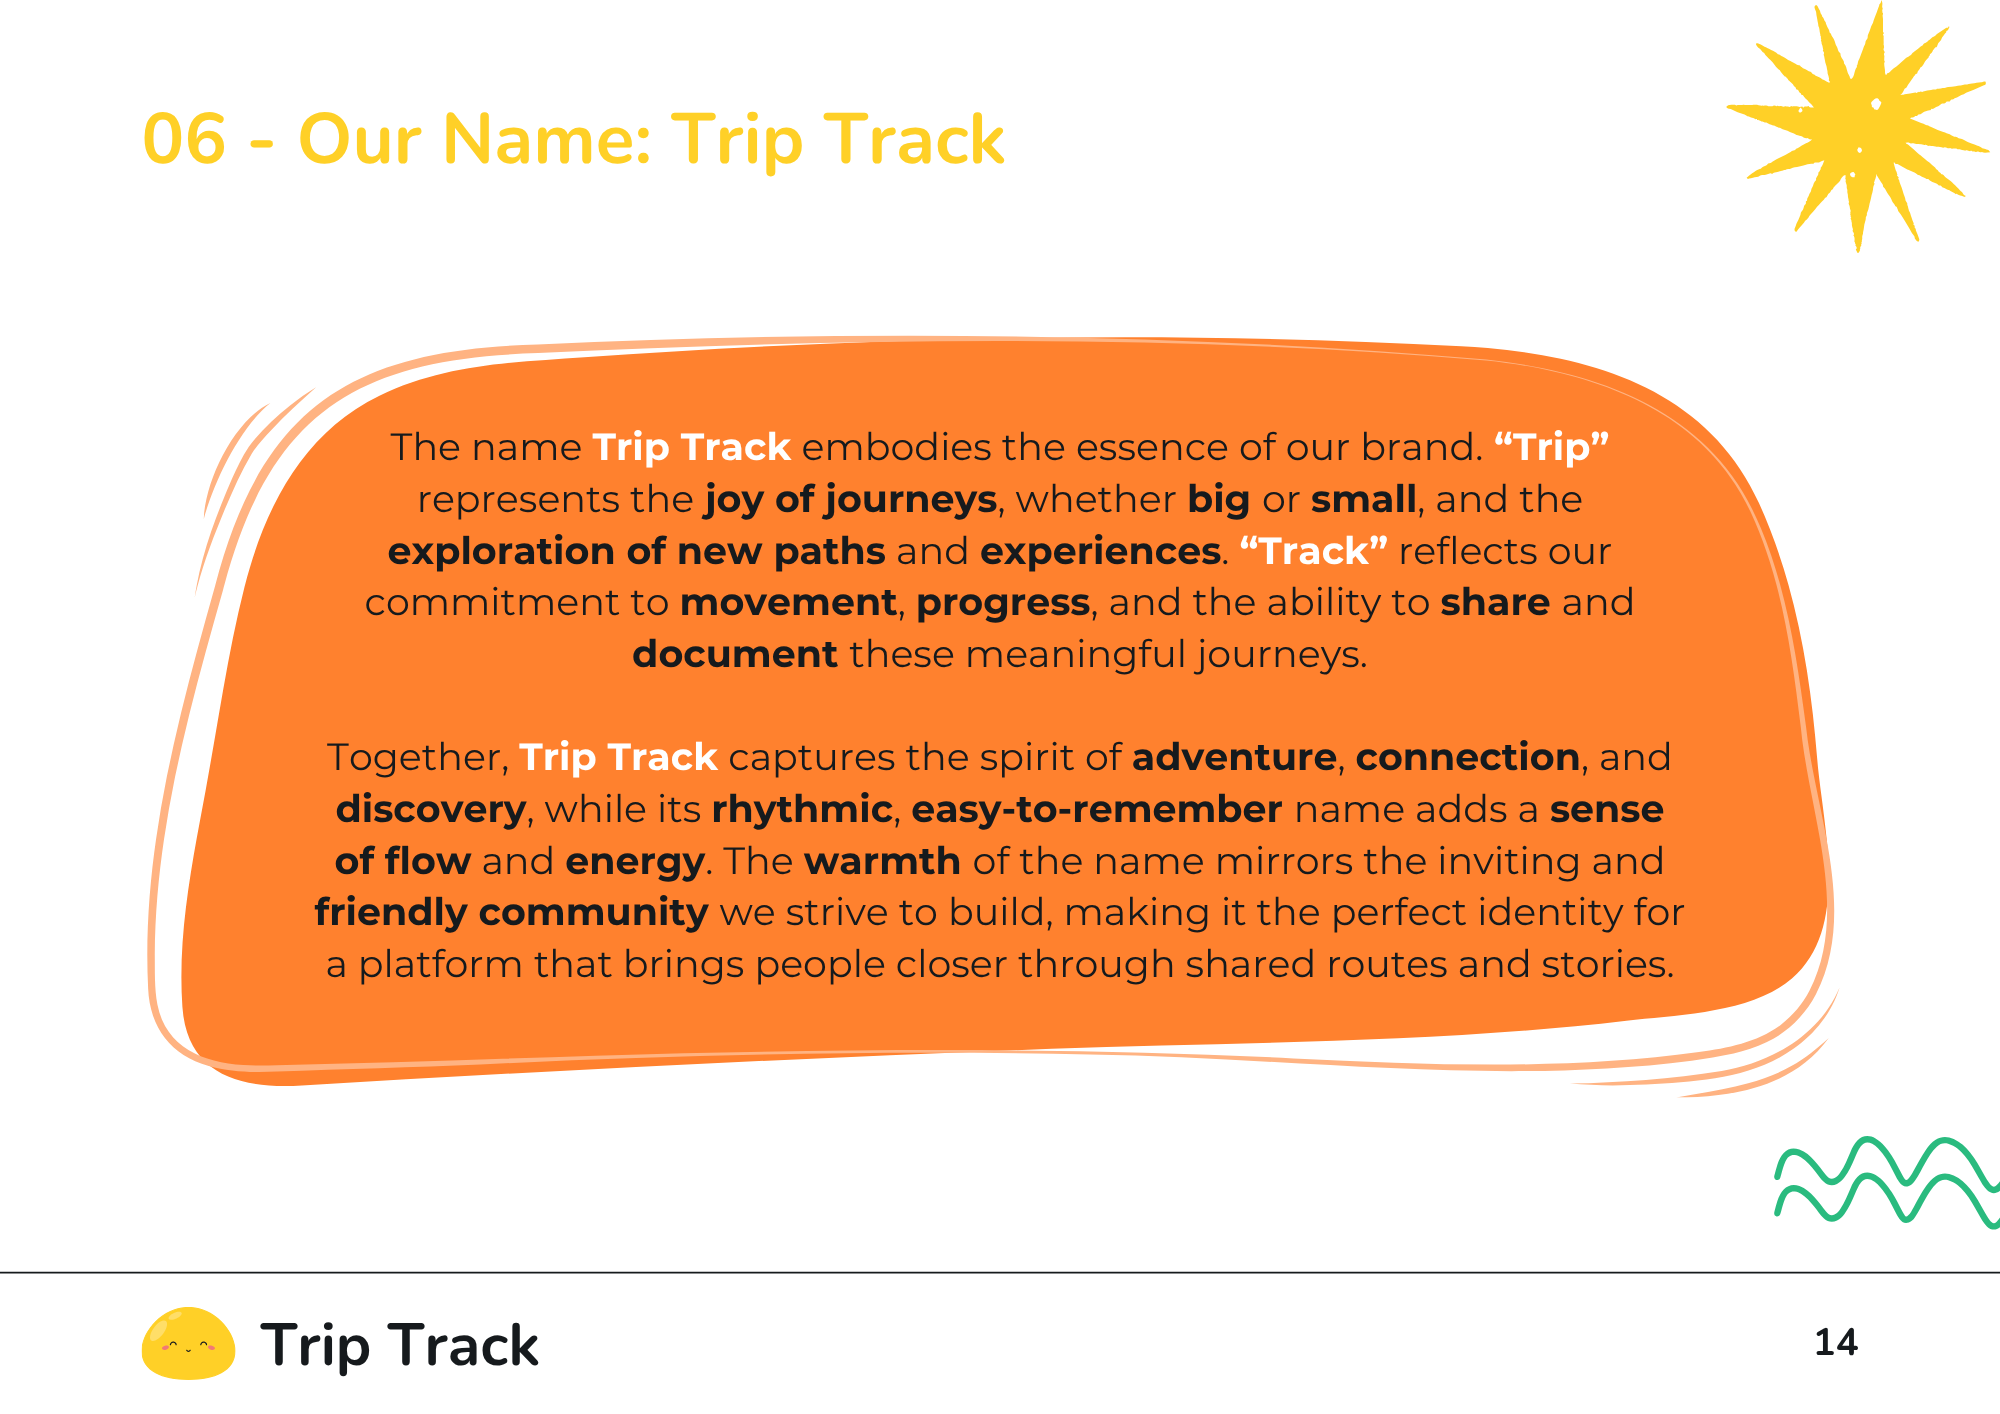 06 - Our Name: Trip Track
The name Trip Track embodies the essence of our brand. “Trip”
represents the joy of journeys, whether big or small, and the
exploration of new paths and experiences. “Track” reflects our
commitment to movement, progress, and the ability to share and
document these meaningful journeys.
Together, Trip Track captures the spirit of adventure, connection, and
discovery, while its rhythmic, easy-to-remember name adds a sense
of flow and energy. The warmth of the name mirrors the inviting and
friendly community we strive to build, making it the perfect identity for
a platform that brings people closer through shared routes and stories.
Trip Track
14